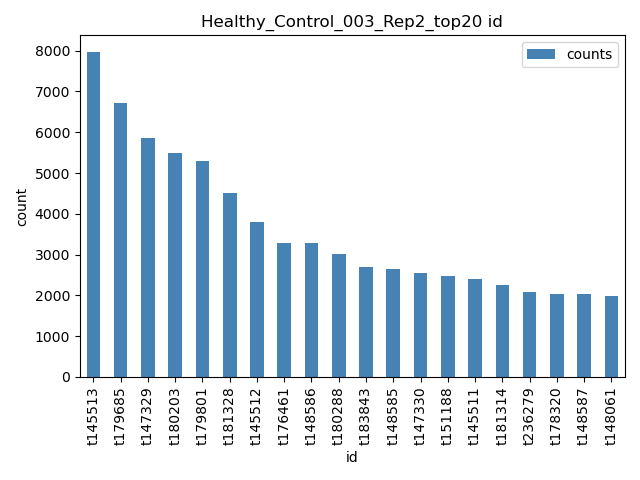 Healthy_Control_003_Rep2_top20 id
counts
8000
7000
6000
5000
4000
3000
2000
1000
0
count
t145513
t179685
t147329
t180203
t179801
t181328
t145512
t176461
t148586
t180288
t183843
t148585
t147330
t151188
t145511
t181314
t236279
t178320
t148587
t148061
id